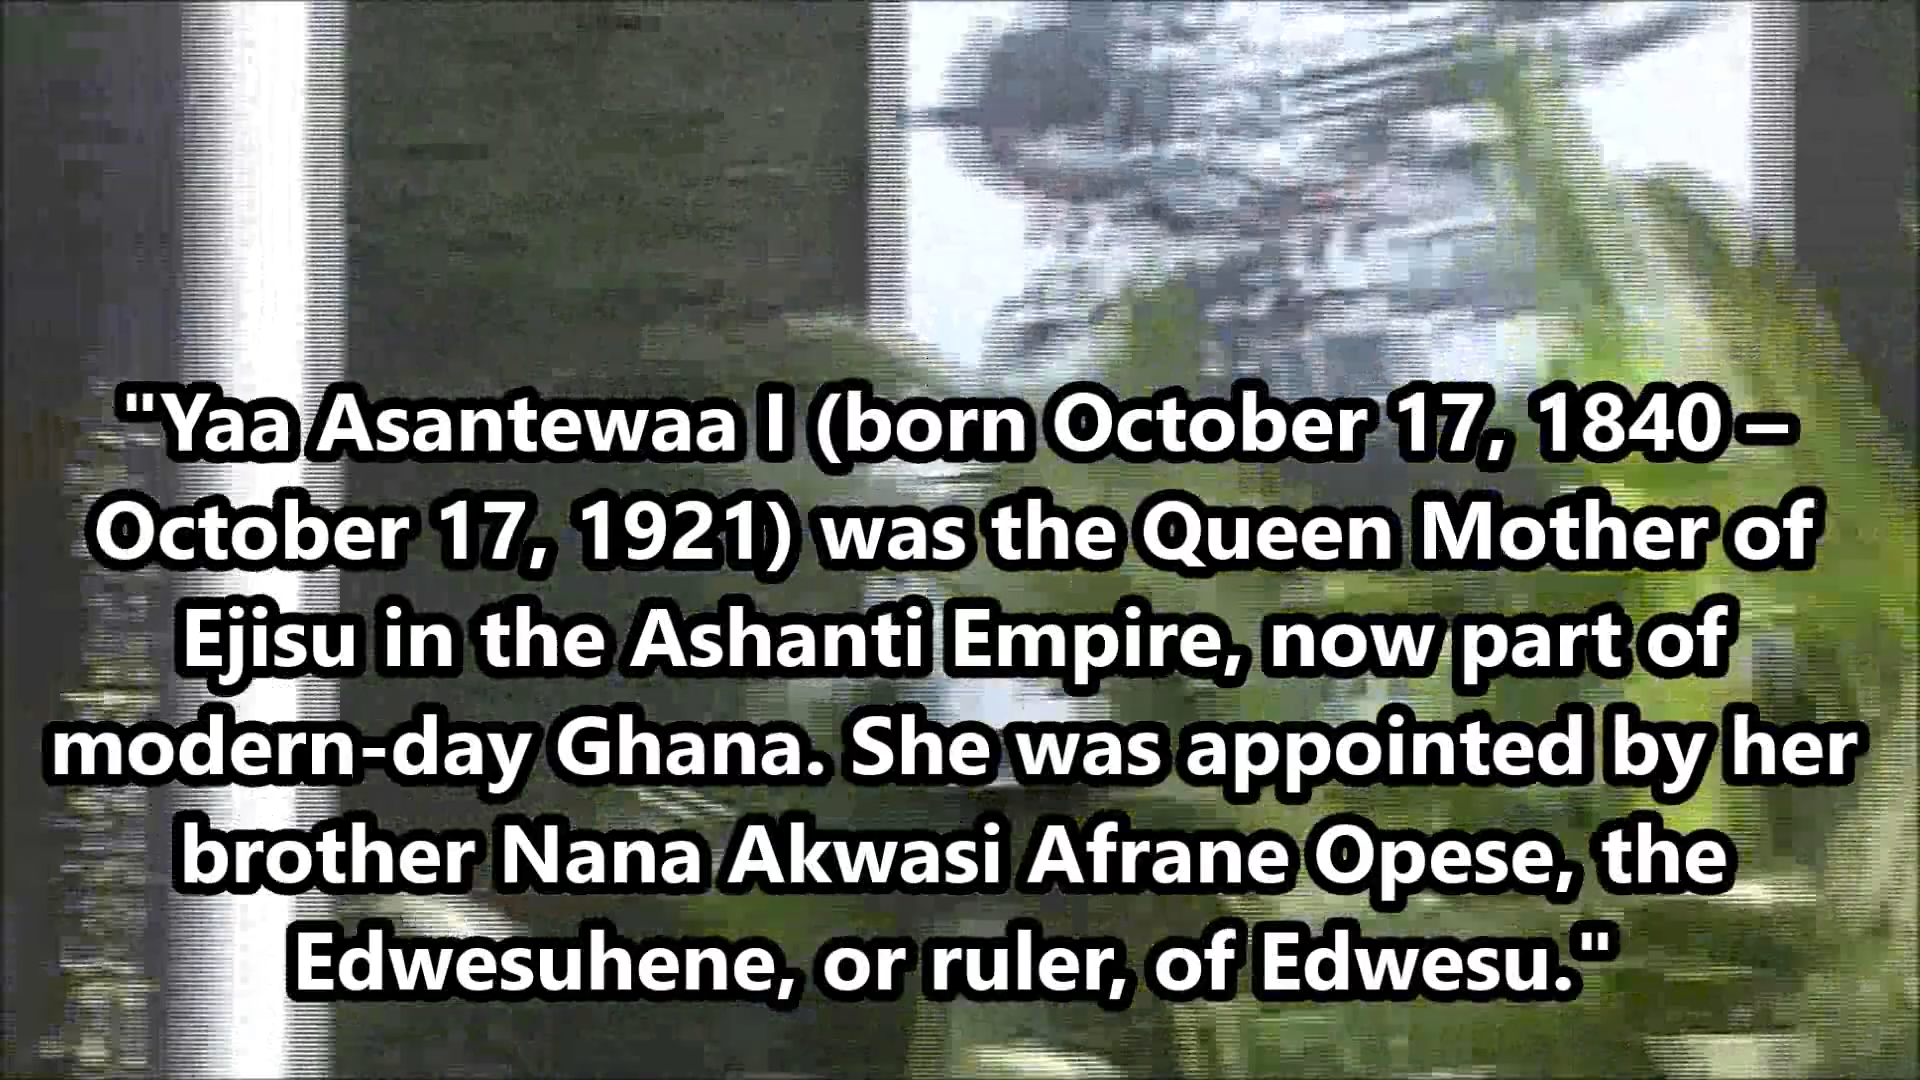 "Yaa Asantewaa I (born October 17, 1840 –
October 17, 1921) was the Queen Mother of
Ejisu in the Ashanti Empire, now part of
modern-day Ghana. She was appointed by her
brother Nana Akwasi Afrane Opese, the
Edwesuhene, or ruler, of Edwesu."